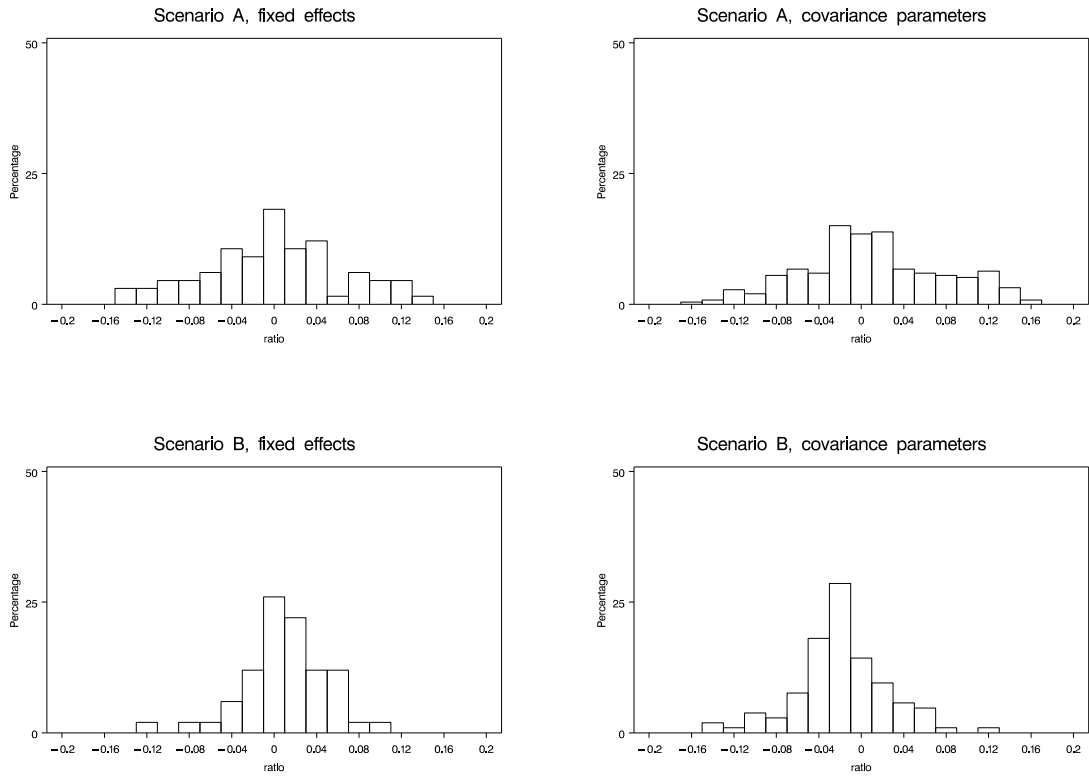 Scenario A, fixed effects
50
25
0
Percentage
−0.2 −0.16 −0.12 −0.08 −0.04 0 0.04 0.08 0.12 0.16 0.2
ratio
Scenario A, covariance parameters
50
25
0
Percentage
−0.2 −0.16 −0.12 −0.08 −0.04 0 0.04 0.08 0.12 0.16 0.2
ratio
Scenario B, fixed effects
50
25
0
Percentage
−0.2 −0.16 −0.12 −0.08 −0.04 0 0.04 0.08 0.12 0.16 0.2
ratio
Scenario B, covariance parameters
50
25
0
Percentage
−0.2 −0.16 −0.12 −0.08 −0.04 0 0.04 0.08 0.12 0.16 0.2
ratio